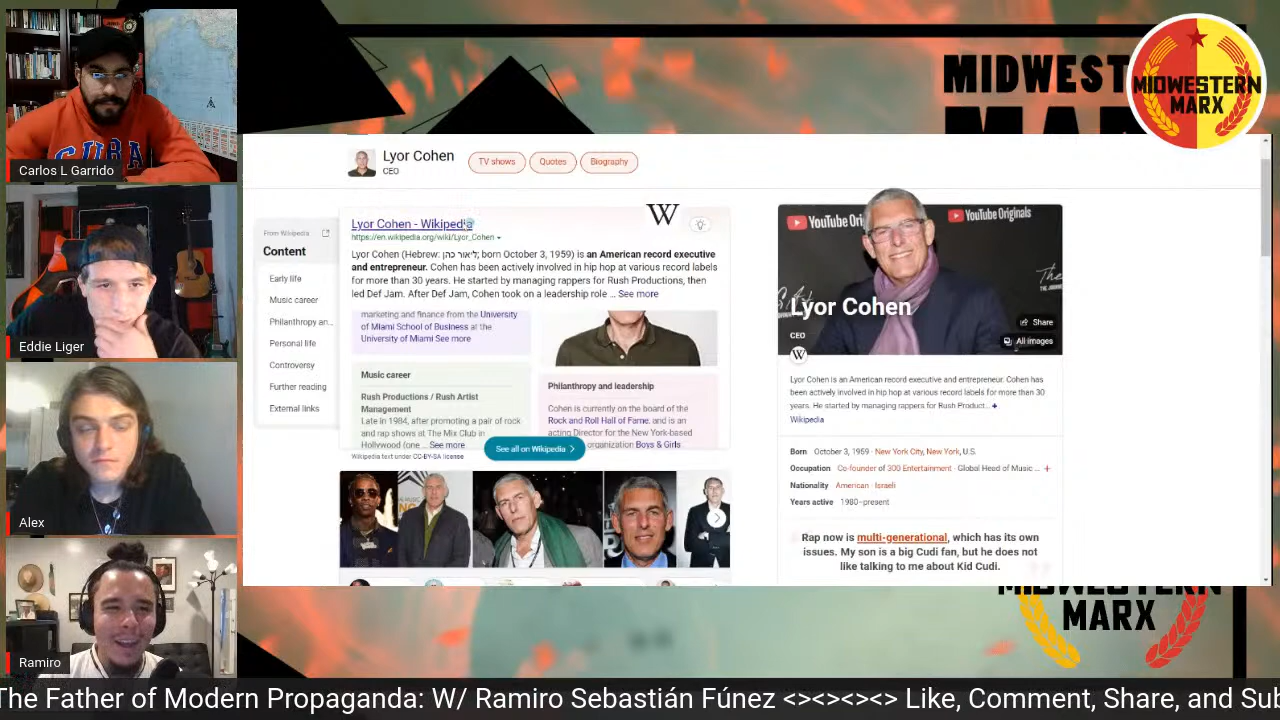 MIDWEST
MA
MIDWESTERN
MARX
CUBA
Carlos L Garrido
Eddie Liger
Alex
Ramiro
Lyor Cohen
CEO
TV shows
Quotes
Biography
From Wikipedia
Content
Early life
Music career
Philanthropy an...
Personal life
Controversy
Further reading
External links
Lyor Cohen - Wikipedia
https://en.wikipedia.org/wiki/Lyor_Cohen
W
Lyor Cohen (Hebrew: ליאור כהן; born October 3, 1959) is an American record executive
and entrepreneur. Cohen has been actively involved in hip hop at various record labels
for more than 30 years. He started by managing rappers for Rush Productions, then
led Def Jam. After Def Jam, Cohen took on a leadership role ... See more
marketing and finance from the University
of Miami School of Business at the
University of Miami See more
Music career
Rush Productions / Rush Artist
Management
Late in 1984, after promoting a pair of rock
and rap shows at The Mix Club in
Hollywood (one ... See more
Philanthropy and leadership
Cohen is currently on the board of the
Rock and Roll Hall of Fame, and is an
acting Director for the New York-based
organization Boys & Girls
See all on Wikipedia
Wikipedia text under CC-BY-SA license
YouTube Ori
YouTube Originals
Lyor Cohen
CEO
Share
All images
W
Lyor Cohen is an American record executive and entrepreneur. Cohen has
been actively involved in hip hop at various record labels for more than 30
years. He started by managing rappers for Rush Product... +
Wikipedia
Born October 3, 1959 · New York City, New York, U.S.
Occupation Co-founder of 300 Entertainment · Global Head of Music ... +
Nationality American · Israeli
Years active 1980–present
Rap now is multi-generational, which has its own
issues. My son is a big Cudi fan, but he does not
like talking to me about Kid Cudi.
MIDWESTERN
MARX
The Father of Modern Propaganda: W/ Ramiro Sebastián Fúnez <><><><> Like, Comment, Share, and Sub